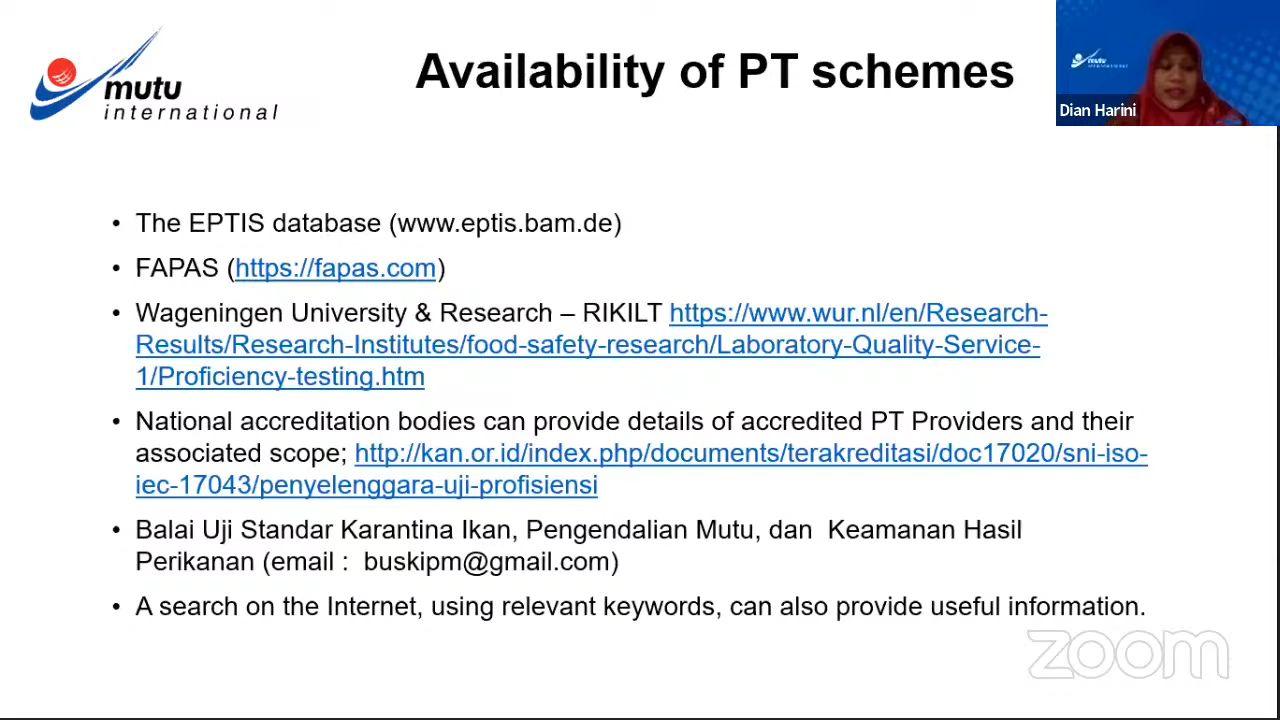 mutu
international
Availability of PT schemes
mutu
international
Dian Harini
• The EPTIS database (www.eptis.bam.de)
• FAPAS (https://fapas.com)
• Wageningen University & Research – RIKILT https://www.wur.nl/en/Research-
Results/Research-Institutes/food-safety-research/Laboratory-Quality-Service-
1/Proficiency-testing.htm
• National accreditation bodies can provide details of accredited PT Providers and their
associated scope; http://kan.or.id/index.php/documents/terakreditasi/doc17020/sni-iso-
iec-17043/penyelenggara-uji-profisiensi
• Balai Uji Standar Karantina Ikan, Pengendalian Mutu, dan Keamanan Hasil
Perikanan (email : buskipm@gmail.com)
• A search on the Internet, using relevant keywords, can also provide useful information.
zoom